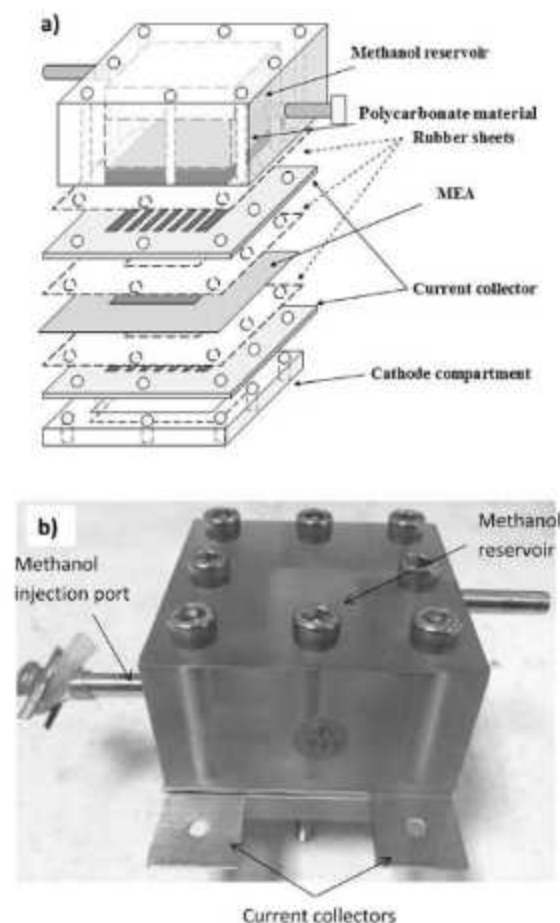 a)
Methanol reservoir
Polycarbonate material
Rubber sheets
MEA
Current collector
Cathode compartment
b)
Methanol
reservoir
Methanol
injection port
Current collectors